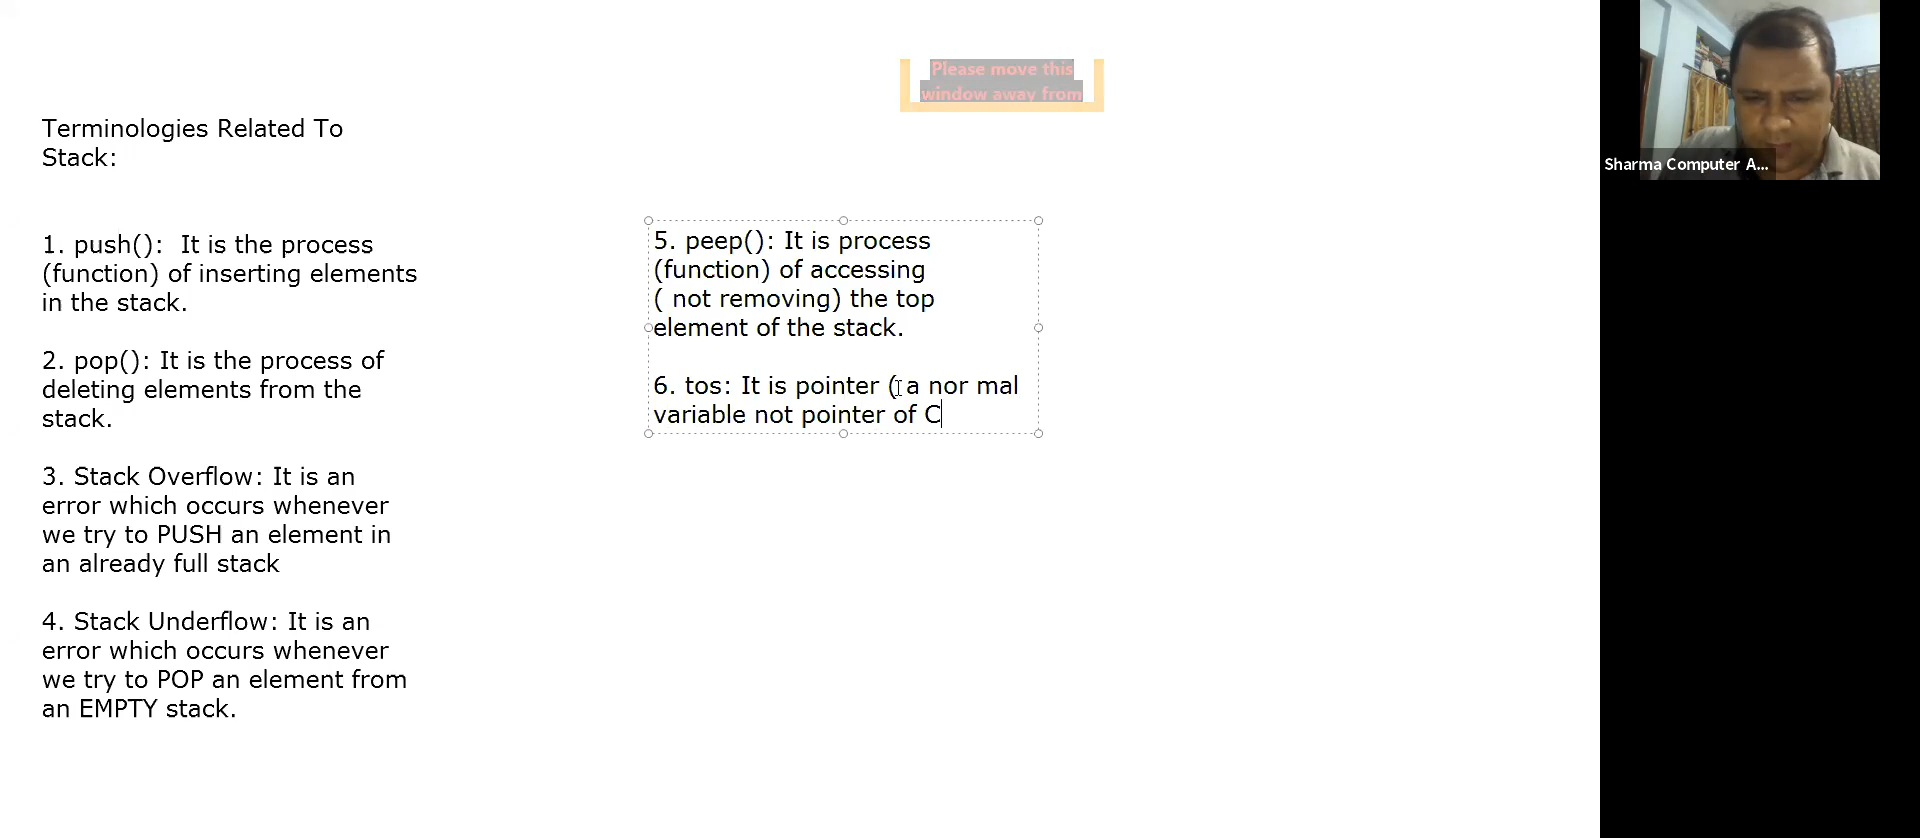 Please move this
window away from
Terminologies Related To
Stack:
1. push():  It is the process
(function) of inserting elements
in the stack.
2. pop(): It is the process of
deleting elements from the
stack.
3. Stack Overflow: It is an
error which occurs whenever
we try to PUSH an element in
an already full stack
4. Stack Underflow: It is an
error which occurs whenever
we try to POP an element from
an EMPTY stack.
5. peep(): It is process
(function) of accessing
( not removing) the top
element of the stack.
6. tos: It is pointer ( a nor mal
variable not pointer of C
Sharma Computer A...